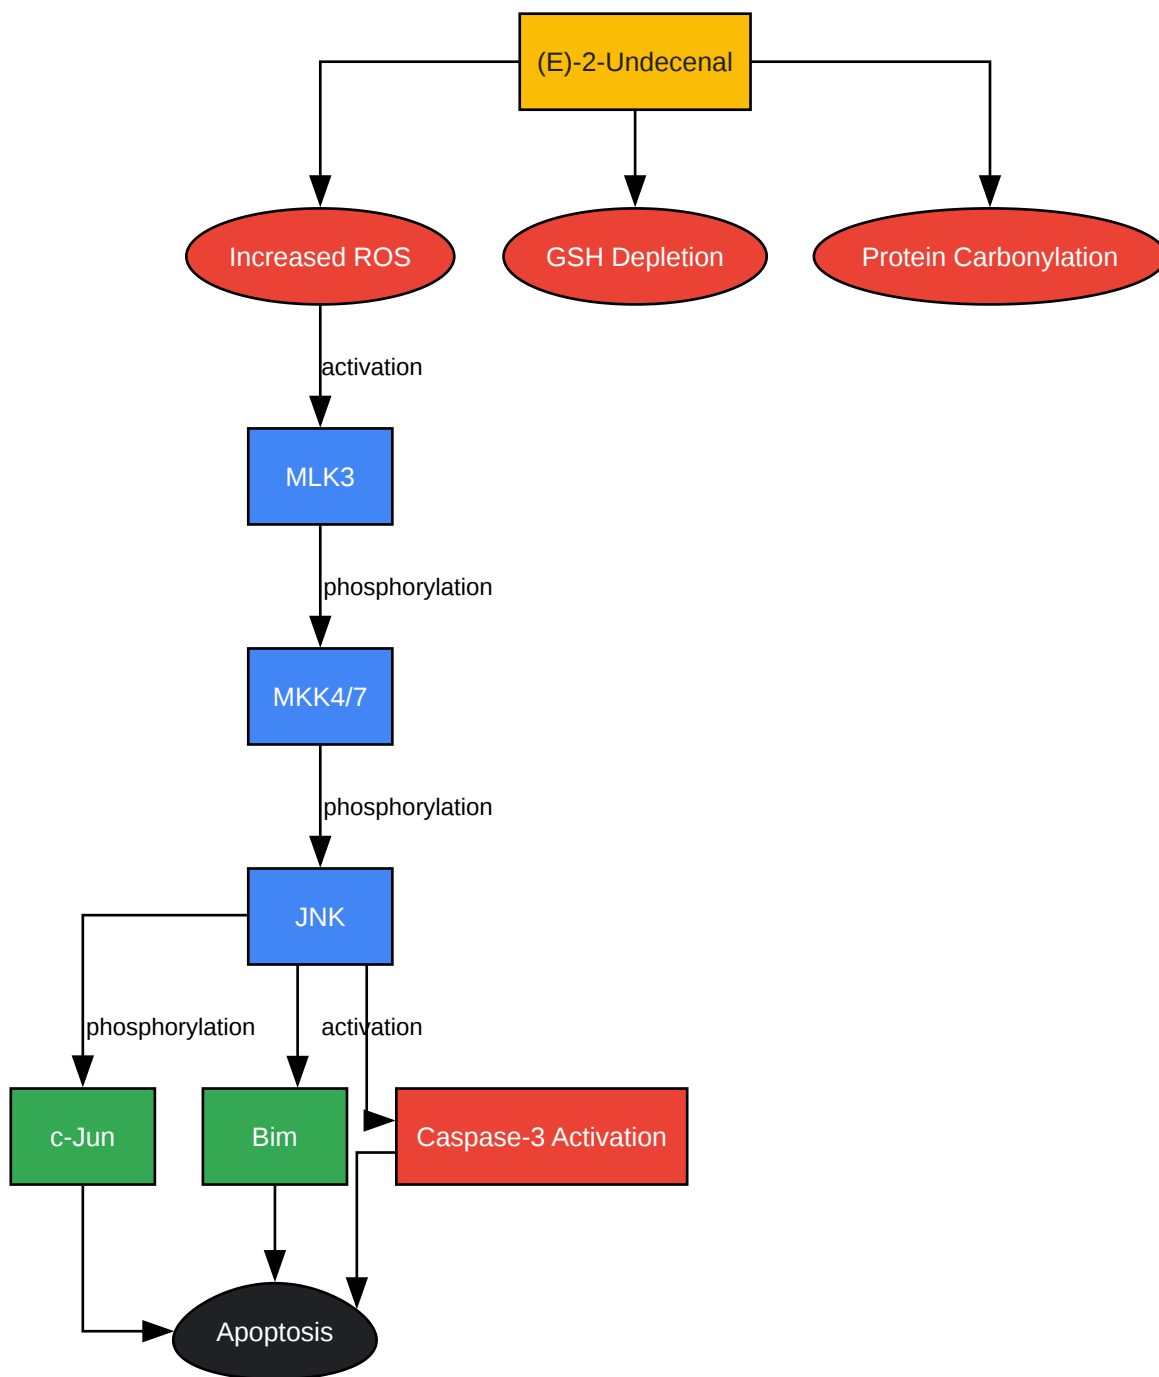 (E)-2-Undecenal
Increased ROS
GSH Depletion
Protein Carbonylation
activation
MLK3
phosphorylation
MKK4/7
phosphorylation
JNK
phosphorylation
activation
c-Jun
Bim
Caspase-3 Activation
Apoptosis